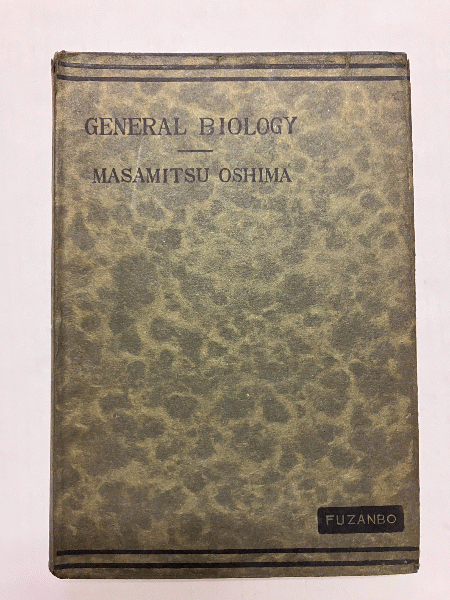 GENERAL BIOLOGY
MASAMITSU OSHIMA
FUZANBO